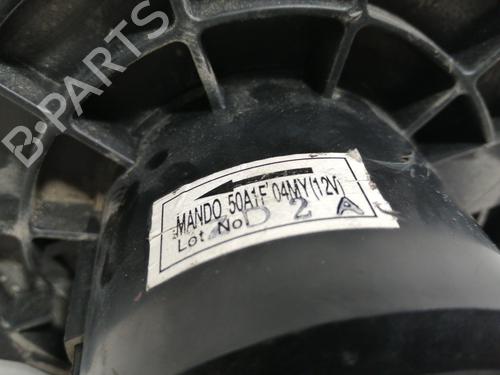 B-PARTS
MANDO 50A1F '04MY(12V)
Lot No D 2 A